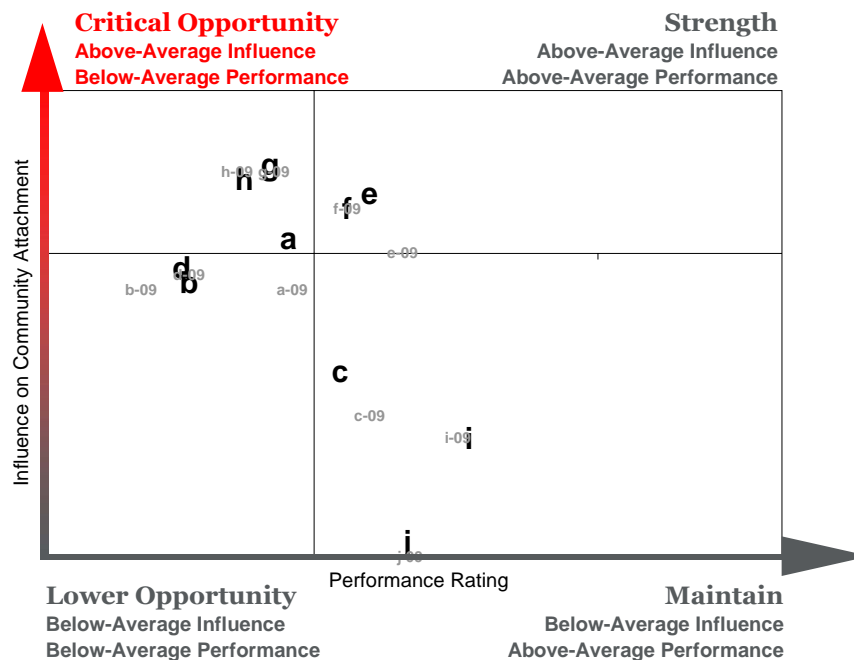 Critical Opportunity
Above-Average Influence
Below-Average Performance
Strength
Above-Average Influence
Above-Average Performance
Influence on Community Attachment
h-09
g-09
g
h
e
f
f-09
a
e-09
d
d-09
b
b-09
a-09
c
c-09
i-09
i
j
j-09
Performance Rating
Lower Opportunity
Below-Average Influence
Below-Average Performance
Maintain
Below-Average Influence
Above-Average Performance